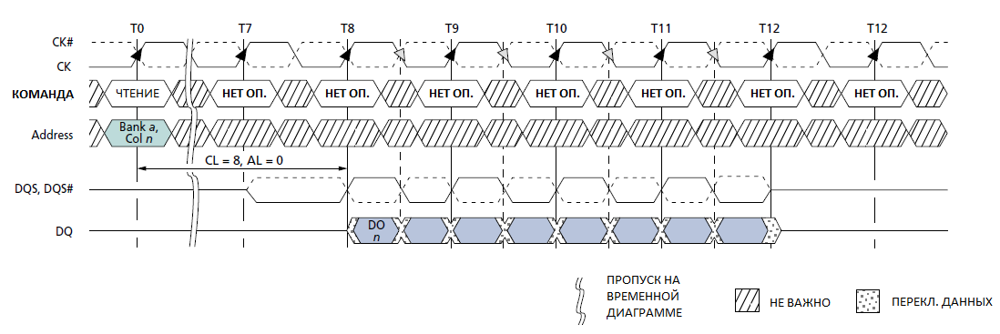 T0 T7 T8 T9 T10 T11 T12 T12
CK#
CK
КОМАНДА ЧТЕНИЕ НЕТ ОП. НЕТ ОП. НЕТ ОП. НЕТ ОП. НЕТ ОП. НЕТ ОП. НЕТ ОП.
Address Bank a,
Col n
CL = 8, AL = 0
DQS, DQS#
DQ DO
n
ПРОПУСК НА
ВРЕМЕННОЙ
ДИАГРАММЕ
НЕ ВАЖНО
ПЕРЕКЛ. ДАННЫХ